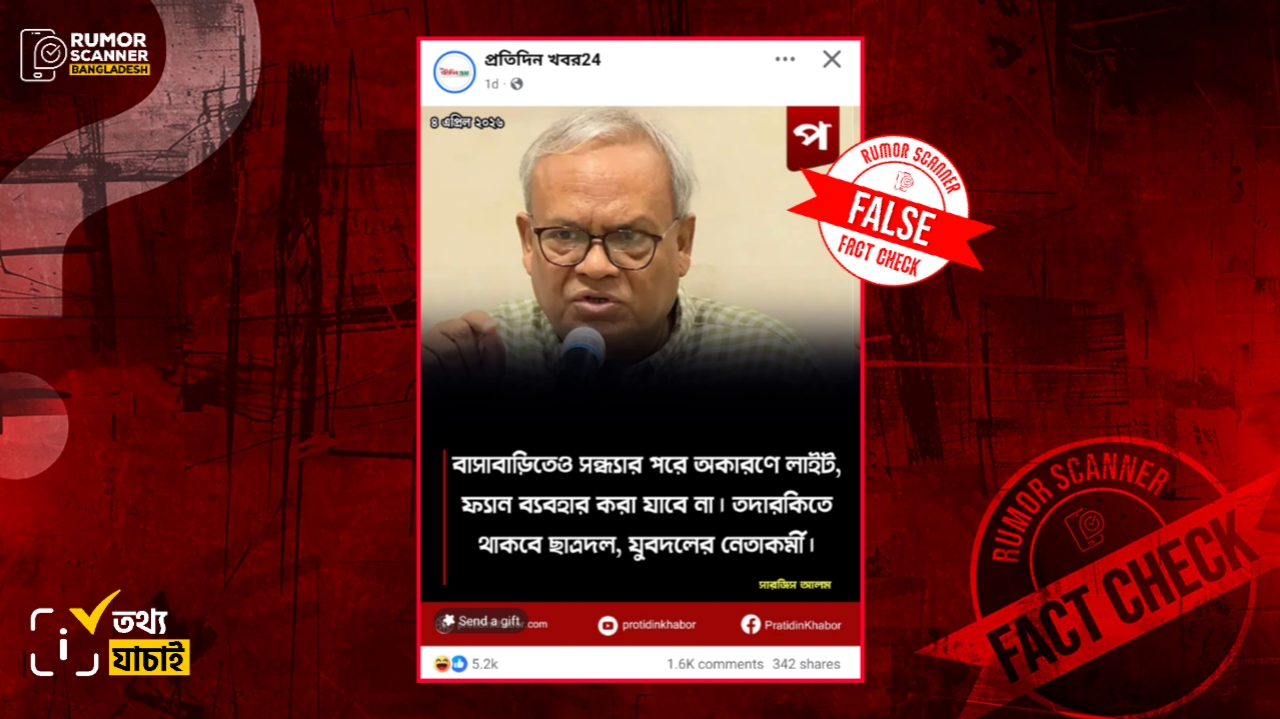 RUMOR
SCANNER
BANGLADESH
প্রতিদিন খবর24
1d
৪ এপ্রিল ২০২৬
প
RUMOR SCANNER
FALSE
FACT CHECK
বাসাবাড়িতেও সন্ধ্যার পরে অকারণে লাইট,
ফ্যান ব্যবহার করা যাবে না। তদারকিতে
থাকবে ছাত্রদল, যুবদলের নেতাকর্মী।
সারজিস আলম
Send a gift
.com
protidinkhabor
PratidinKhabor
5.2k
1.6K comments 342 shares
i তথ্য
যাচাই
RUMOR SCANNER
FACT CHECK